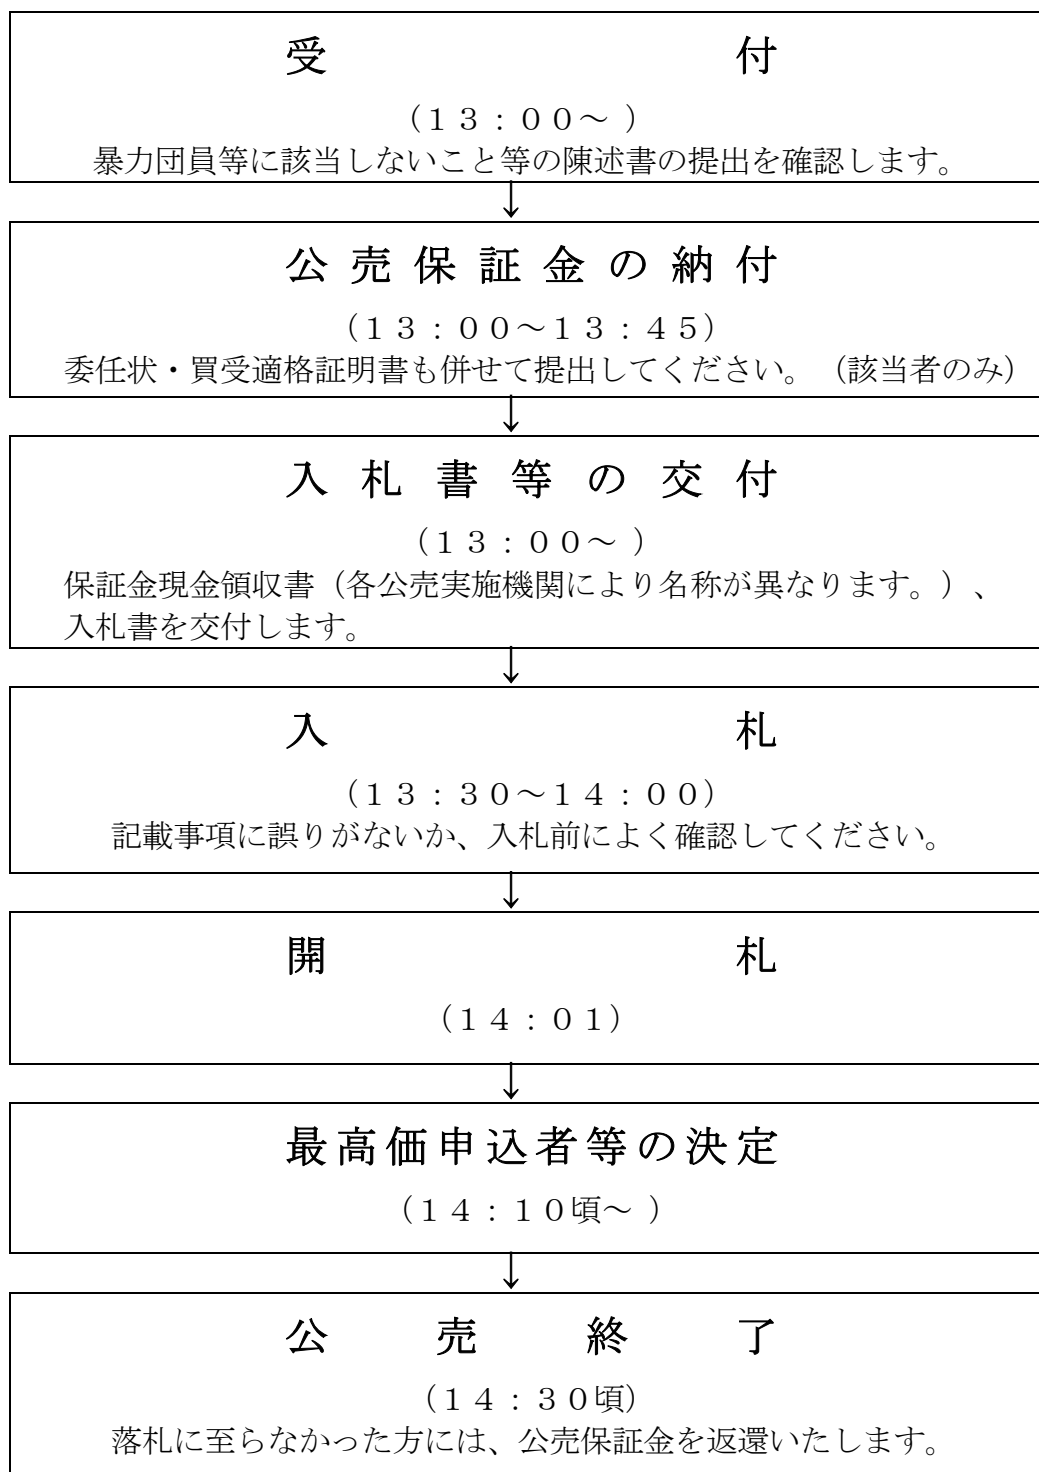 受付
（１３：００～ ）
暴力団員等に該当しないこと等の陳述書の提出を確認します。
↓
公売保証金の納付
（１３：００～１３：４５）
委任状・買受適格証明書も併せて提出してください。（該当者のみ）
↓
入札書等の交付
（１３：００～ ）
保証金現金領収書（各公売実施機関により名称が異なります。）、
入札書を交付します。
↓
入札
（１３：３０～１４：００）
記載事項に誤りがないか、入札前によく確認してください。
↓
開札
（１４：０１）
↓
最高価申込者等の決定
（１４：１０頃～ ）
↓
公売終了
（１４：３０頃）
落札に至らなかった方には、公売保証金を返還いたします。